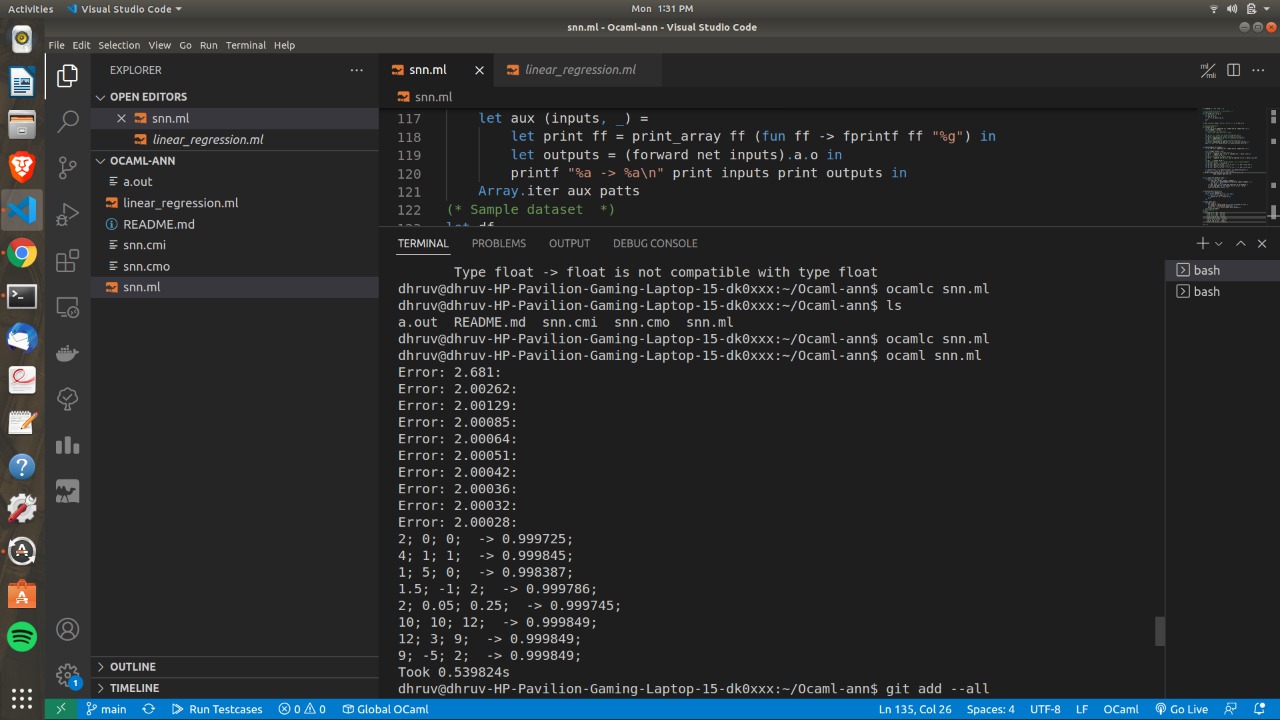 Activities
Visual Studio Code
Mon 1:31 PM
snn.ml - Ocaml-ann - Visual Studio Code
File Edit Selection View Go Run Terminal Help
EXPLORER
OPEN EDITORS
snn.ml
linear_regression.ml
OCAML-ANN
a.out
linear_regression.ml
README.md
snn.cmi
snn.cmo
snn.ml
OUTLINE
TIMELINE
snn.ml
linear_regression.ml
snn.ml
117 let aux (inputs, _) =
118 let print ff = print_array ff (fun ff -> fprintf ff "%g") in
119 let outputs = (forward net inputs).a.o in
120 printf "%a -> %a\n" print inputs print outputs in
121 Array.iter aux patts
122 (* Sample dataset *)
let df
TERMINAL PROBLEMS OUTPUT DEBUG CONSOLE
Type float -> float is not compatible with type float
dhruv@dhruv-HP-Pavilion-Gaming-Laptop-15-dk0xxx:~/Ocaml-ann$ ocamlc snn.ml
dhruv@dhruv-HP-Pavilion-Gaming-Laptop-15-dk0xxx:~/Ocaml-ann$ ls
a.out README.md snn.cmi snn.cmo snn.ml
dhruv@dhruv-HP-Pavilion-Gaming-Laptop-15-dk0xxx:~/Ocaml-ann$ ocamlc snn.ml
dhruv@dhruv-HP-Pavilion-Gaming-Laptop-15-dk0xxx:~/Ocaml-ann$ ocaml snn.ml
Error: 2.681:
Error: 2.00262:
Error: 2.00129:
Error: 2.00085:
Error: 2.00064:
Error: 2.00051:
Error: 2.00042:
Error: 2.00036:
Error: 2.00032:
Error: 2.00028:
2; 0; 0;  -> 0.999725;
4; 1; 1;  -> 0.999845;
1; 5; 0;  -> 0.998387;
1.5; -1; 2;  -> 0.999786;
2; 0.05; 0.25;  -> 0.999745;
10; 10; 12;  -> 0.999849;
12; 3; 9;  -> 0.999849;
9; -5; 2;  -> 0.999849;
Took 0.539824s
dhruv@dhruv-HP-Pavilion-Gaming-Laptop-15-dk0xxx:~/Ocaml-ann$ git add --all
bash
bash
1
main Run Testcases 0 0 Global OCaml Ln 135, Col 26 Spaces: 4 UTF-8 LF OCaml Go Live